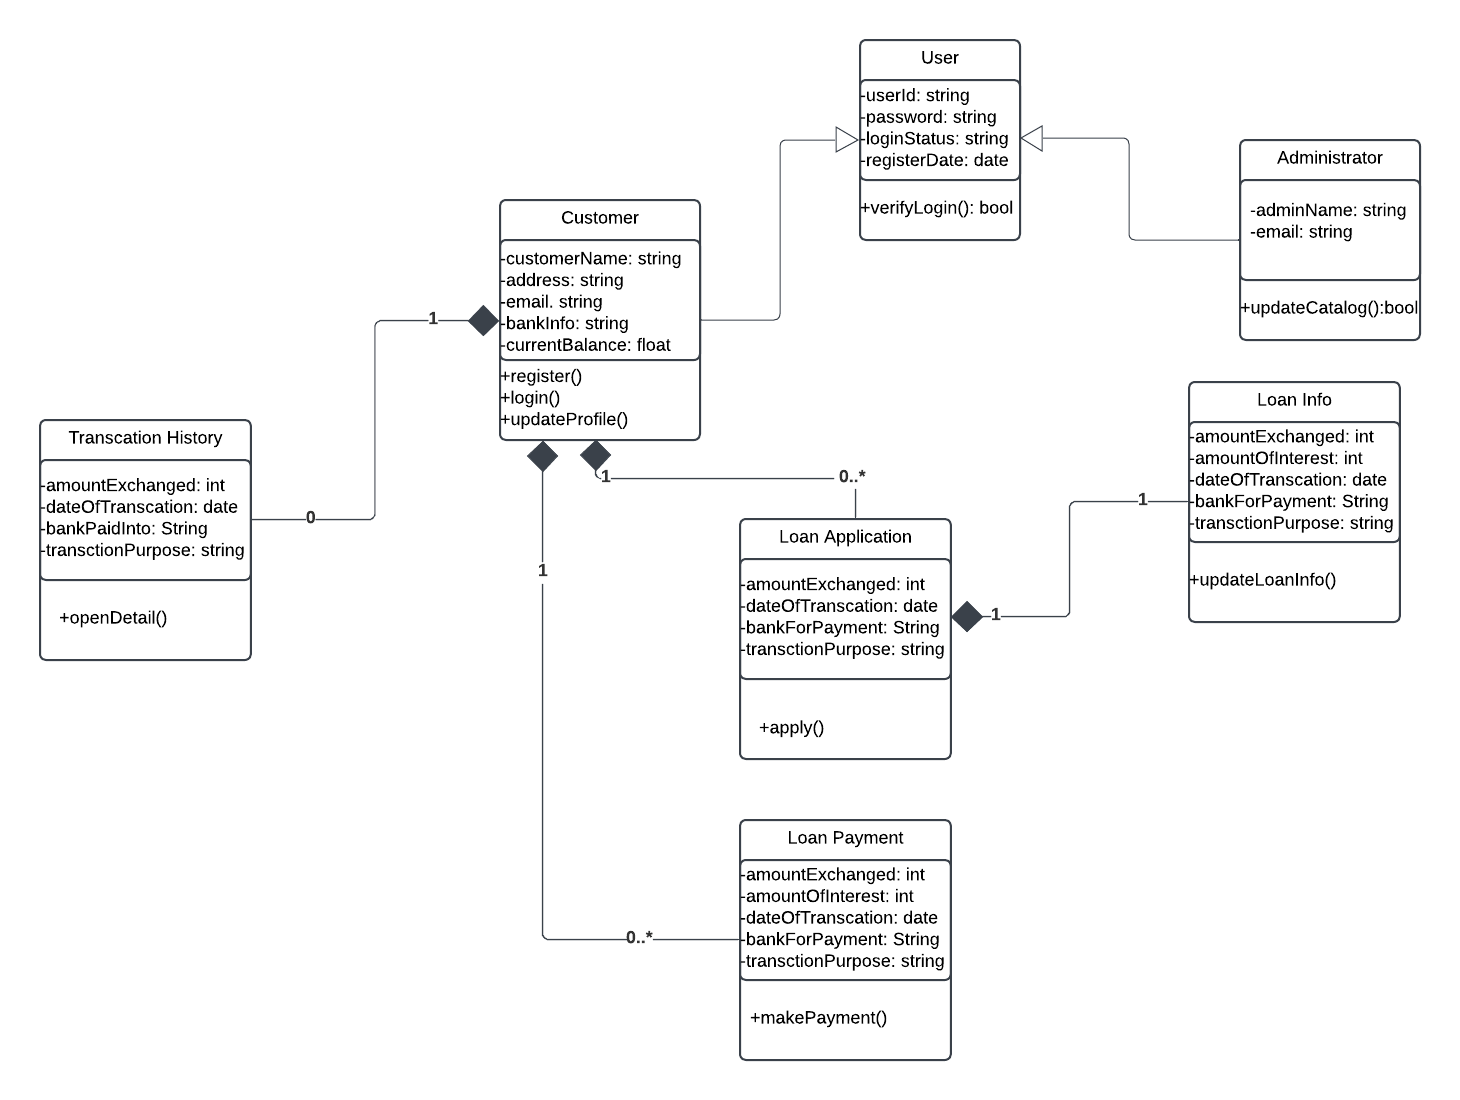 User
-userId: string
-password: string
-loginStatus: string
-registerDate: date
+verifyLogin(): bool
Administrator
-adminName: string
-email: string
+updateCatalog():bool
Customer
-customerName: string
-address: string
-email. string
-bankInfo: string
-currentBalance: float
+register()
+login()
+updateProfile()
1
0
Transcation History
-amountExchanged: int
-dateOfTranscation: date
-bankPaidInto: String
-transctionPurpose: string
+openDetail()
1
0..*
Loan Info
-amountExchanged: int
-amountOfInterest: int
-dateOfTranscation: date
-bankForPayment: String
-transctionPurpose: string
+updateLoanInfo()
1
1
Loan Application
-amountExchanged: int
-dateOfTranscation: date
-bankForPayment: String
-transctionPurpose: string
+apply()
1
0..*
Loan Payment
-amountExchanged: int
-amountOfInterest: int
-dateOfTranscation: date
-bankForPayment: String
-transctionPurpose: string
+makePayment()